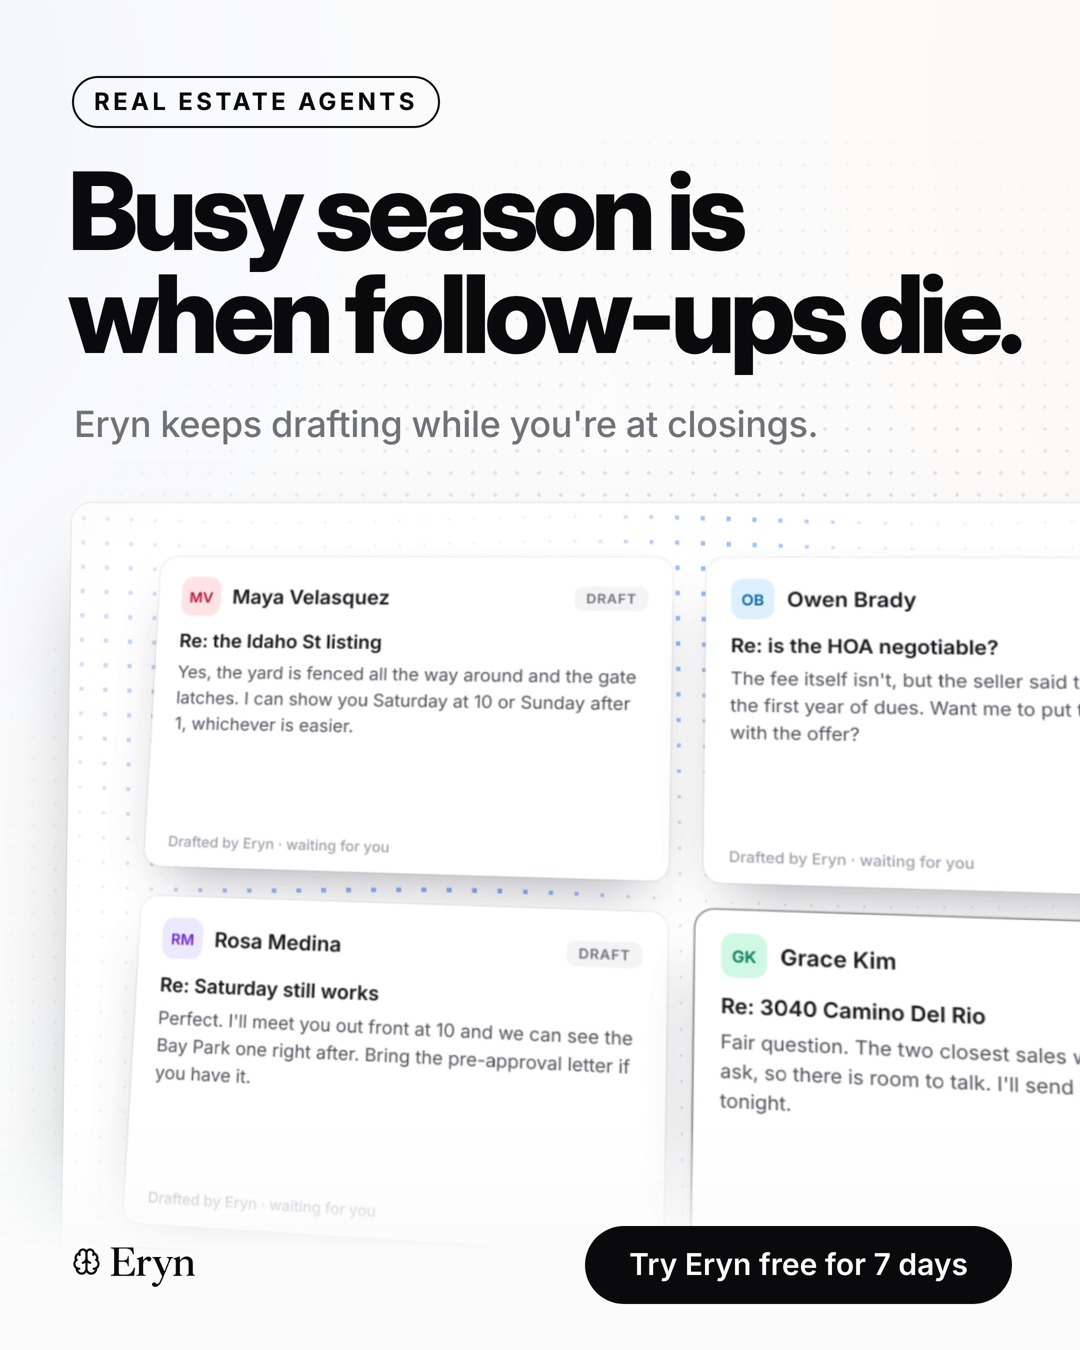 REAL ESTATE AGENTS
Busy season is
when follow-ups die.
Eryn keeps drafting while you're at closings.
MV Maya Velasquez DRAFT
Re: the Idaho St listing
Yes, the yard is fenced all the way around and the gate
latches. I can show you Saturday at 10 or Sunday after
1, whichever is easier.
Drafted by Eryn · waiting for you
OB Owen Brady
Re: is the HOA negotiable?
The fee itself isn't, but the seller said
the first year of dues. Want me to put
with the offer?
Drafted by Eryn · waiting for you
RM Rosa Medina DRAFT
Re: Saturday still works
Perfect. I'll meet you out front at 10 and we can see the
Bay Park one right after. Bring the pre-approval letter if
you have it.
Drafted by Eryn · waiting for you
GK Grace Kim
Re: 3040 Camino Del Rio
Fair question. The two closest sales
ask, so there is room to talk. I'll send
tonight.
Eryn
Try Eryn free for 7 days